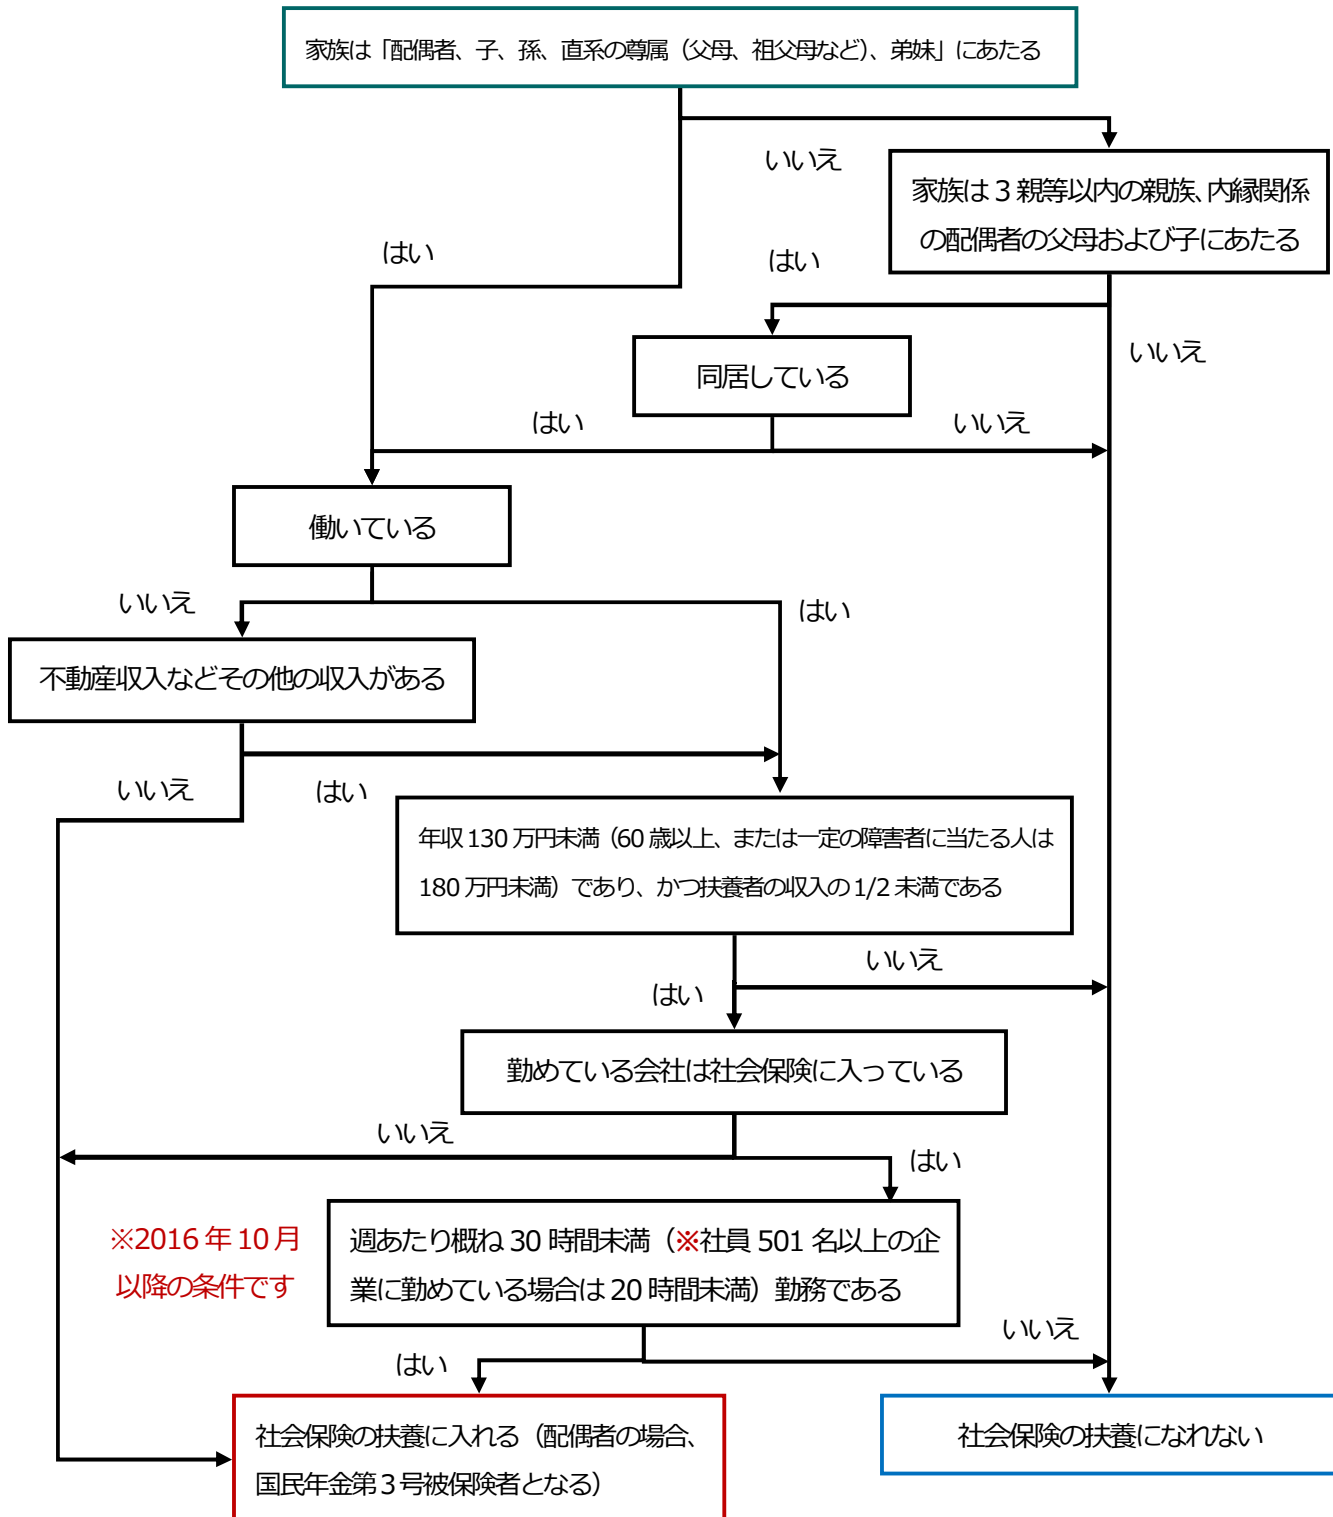 家族は「配偶者、子、孫、直系の尊属（父母、祖父母など）、弟妹」にあたる
いいえ
家族は3親等以内の親族、内縁関係
の配偶者の父母および子にあたる
はい
はい
同居している
いいえ
はい
いいえ
働いている
いいえ
はい
不動産収入などその他の収入がある
いいえ
はい
年収130万円未満（60歳以上、または一定の障害者に当たる人は
180万円未満）であり、かつ扶養者の収入の1/2未満である
いいえ
はい
勤めている会社は社会保険に入っている
いいえ
はい
※2016年10月
以降の条件です
週あたり概ね30時間未満（※社員501名以上の企
業に勤めている場合は20時間未満）勤務である
いいえ
はい
社会保険の扶養に入れる（配偶者の場合、
国民年金第3号被保険者となる）
社会保険の扶養になれない